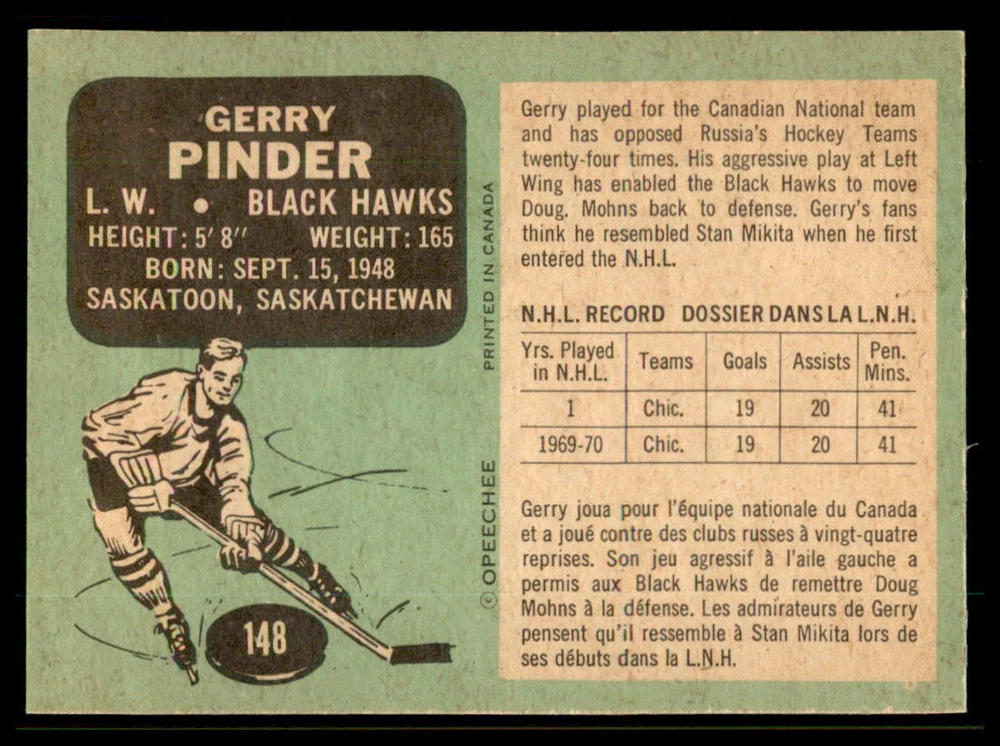 GERRY
PINDER
L. W. • BLACK HAWKS
HEIGHT: 5' 8" WEIGHT: 165
BORN: SEPT. 15, 1948
SASKATOON, SASKATCHEWAN
148
© OPEECHEE PRINTED IN CANADA
Gerry played for the Canadian National team
and has opposed Russia's Hockey Teams
twenty-four times. His aggressive play at Left
Wing has enabled the Black Hawks to move
Doug. Mohns back to defense. Gerry's fans
think he resembled Stan Mikita when he first
entered the N.H.L.
N.H.L. RECORD DOSSIER DANS LA L.N.H.
Yrs. Played Teams Goals Assists Pen.
in N.H.L. Mins.
1 Chic. 19 20 41
1969-70 Chic. 19 20 41
Gerry joua pour l'équipe nationale du Canada
et a joué contre des clubs russes à vingt-quatre
reprises. Son jeu agressif à l'aile gauche a
permis aux Black Hawks de remettre Doug
Mohns à la défense. Les admirateurs de Gerry
pensent qu'il ressemble à Stan Mikita lors de
ses débuts dans la L.N.H.